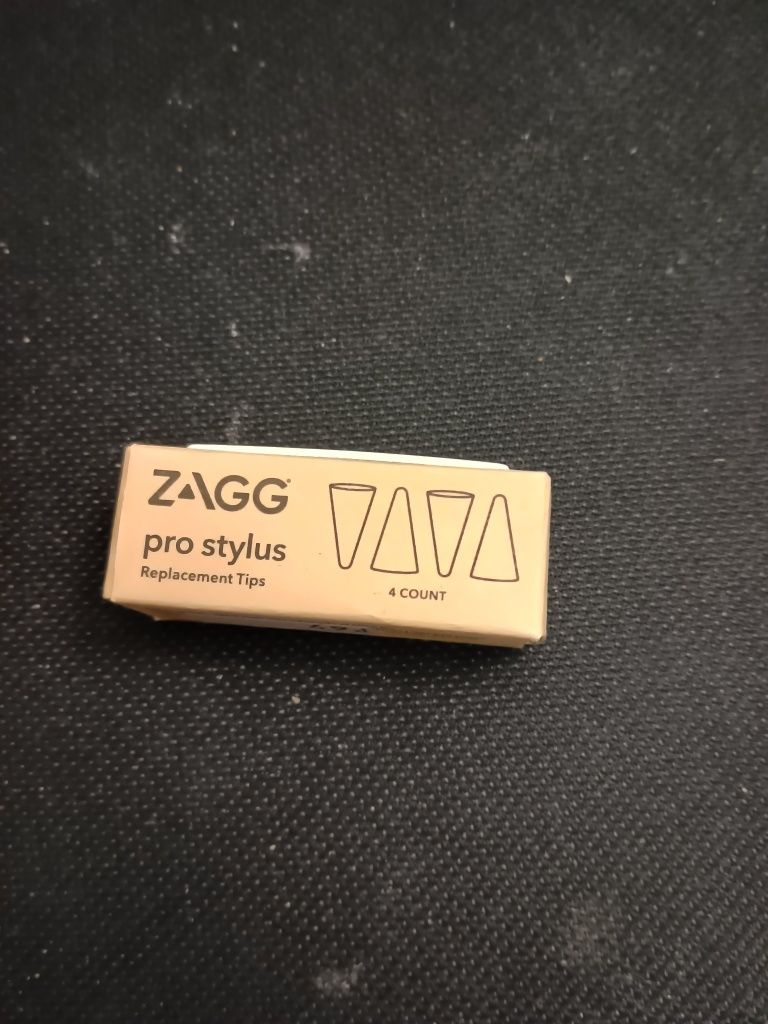 ZAGG
pro stylus
Replacement Tips
4 COUNT